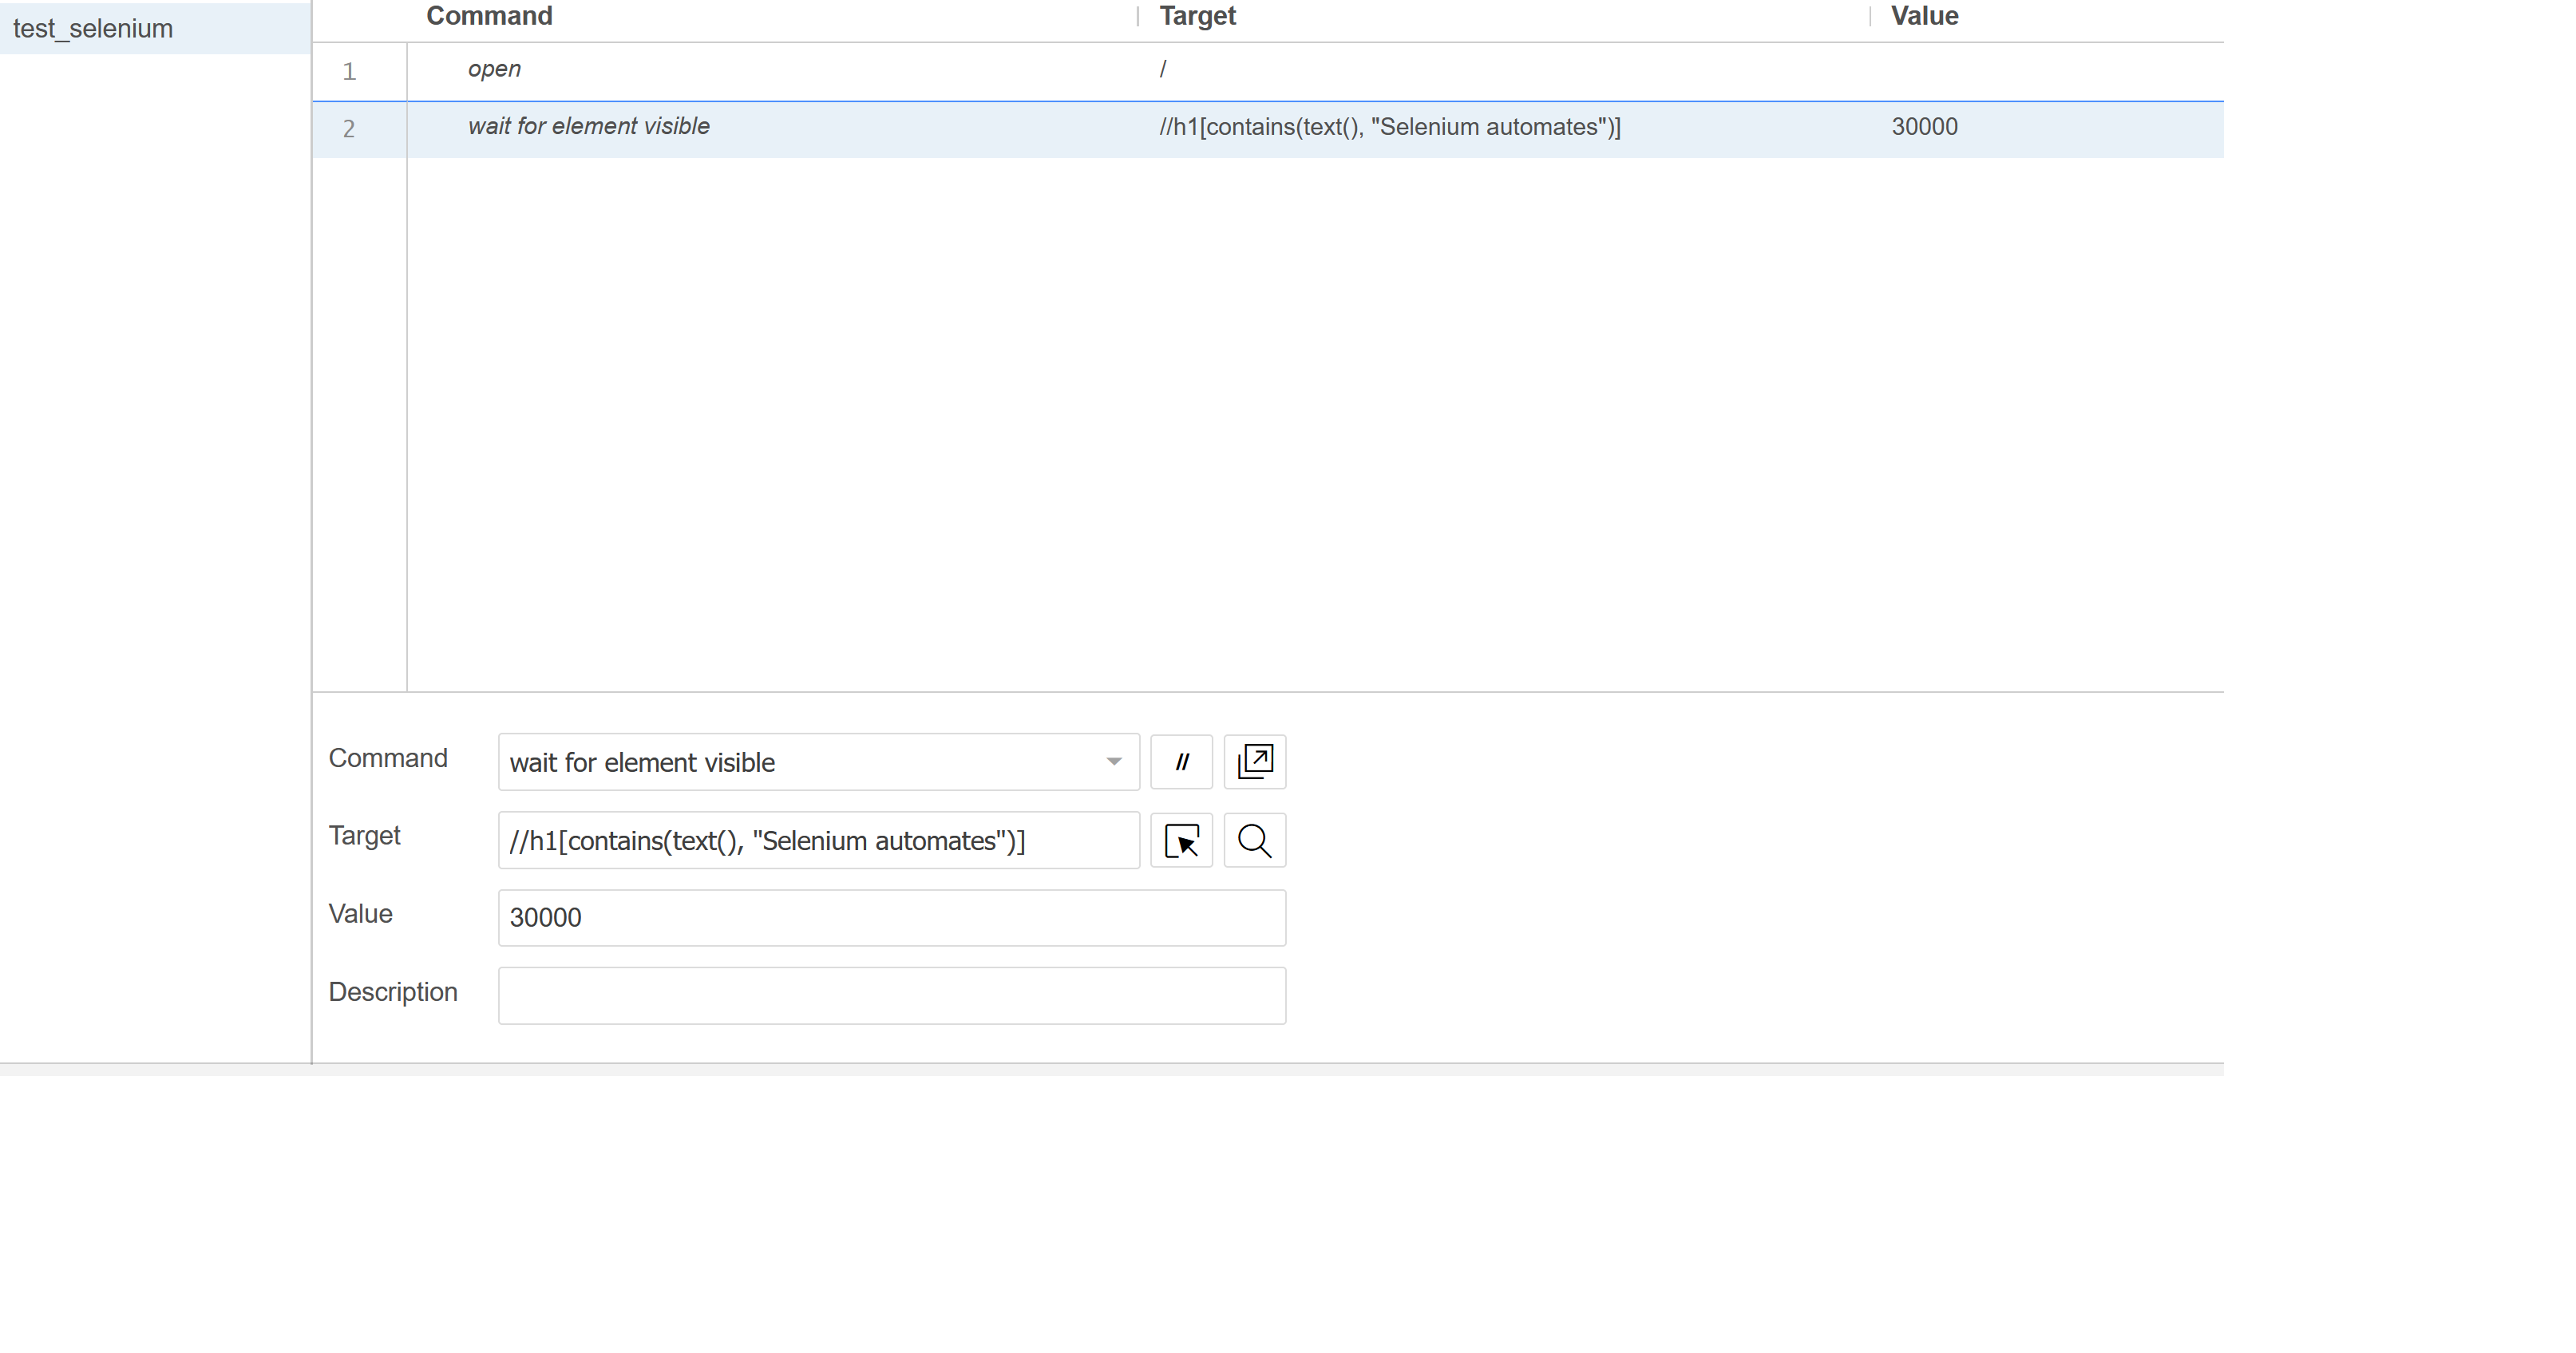 test_selenium
Command Target Value
1 open /
2 wait for element visible //h1[contains(text(), "Selenium automates")] 30000
Command wait for element visible //
Target //h1[contains(text(), "Selenium automates")]
Value 30000
Description